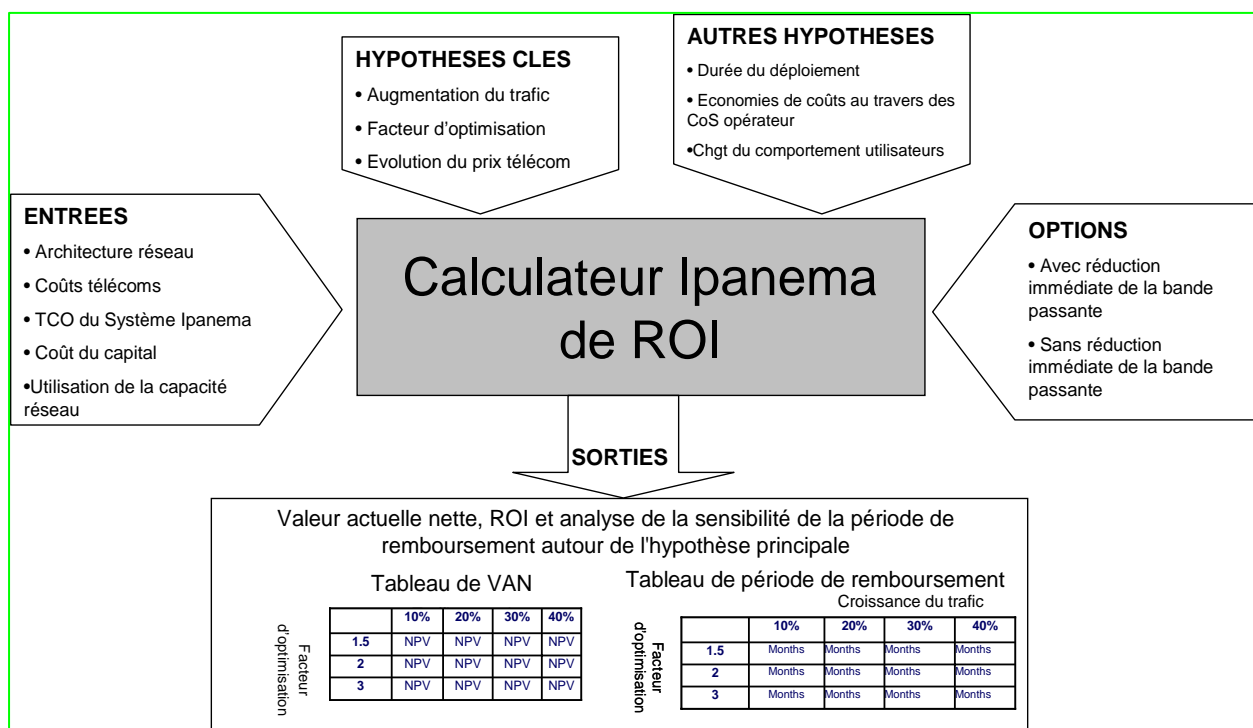 HYPOTHESES CLES
• Augmentation du trafic
• Facteur d'optimisation
• Evolution du prix télécom
AUTRES HYPOTHESES
• Durée du déploiement
• Economies de coûts au travers des
CoS opérateur
•Chgt du comportement utilisateurs
ENTREES
• Architecture réseau
• Coûts télécoms
• TCO du Système Ipanema
• Coût du capital
•Utilisation de la capacité
réseau
Calculateur Ipanema
de ROI
OPTIONS
• Avec réduction
immédiate de la bande
passante
• Sans réduction
immédiate de la bande
passante
SORTIES
Valeur actuelle nette, ROI et analyse de la sensibilité de la période de
remboursement autour de l'hypothèse principale
Tableau de VAN
Facteur
d'optimisation
10% 20% 30% 40%
1.5 NPV NPV NPV NPV
2 NPV NPV NPV NPV
3 NPV NPV NPV NPV
Tableau de période de remboursement
Croissance du trafic
Facteur
d'optimisation
10% 20% 30% 40%
1.5 Months Months Months Months
2 Months Months Months Months
3 Months Months Months Months